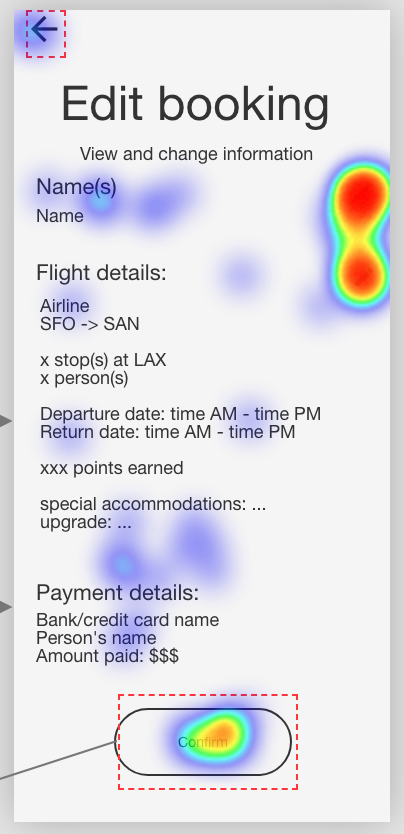 Edit booking
View and change information
Name(s)
Name
Flight details:
Airline
SFO -> SAN
x stop(s) at LAX
x person(s)
Departure date: time AM - time PM
Return date: time AM - time PM
xxx points earned
special accommodations: ...
upgrade: ...
Payment details:
Bank/credit card name
Person's name
Amount paid: $$$
Confirm